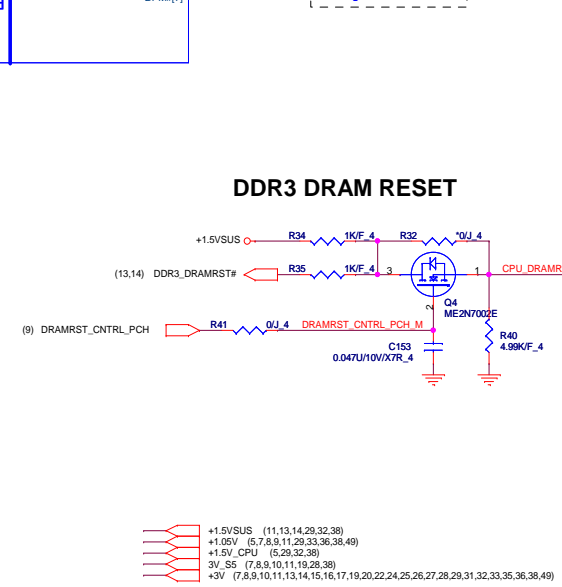 DDR3 DRAM RESET
+1.5VSUS
R34
1K/F_4
R32
*0/J_4
(13,14) DDR3_DRAMRST#
R35
1K/F_4
3
1
CPU_DRAMR
2
Q4
ME2N7002E
(9) DRAMRST_CNTRL_PCH
R41
0/J_4
DRAMRST_CNTRL_PCH_M
R40
4.99K/F_4
C153
0.047U/10V/X7R_4
+1.5VSUS (11,13,14,29,32,38)
+1.05V (5,7,8,9,11,29,33,36,38,49)
+1.5V_CPU (5,29,32,38)
3V_S5 (7,8,9,10,11,19,28,38)
+3V (7,8,9,10,11,13,14,15,16,17,19,20,22,24,25,26,27,28,29,31,32,33,35,36,38,49)